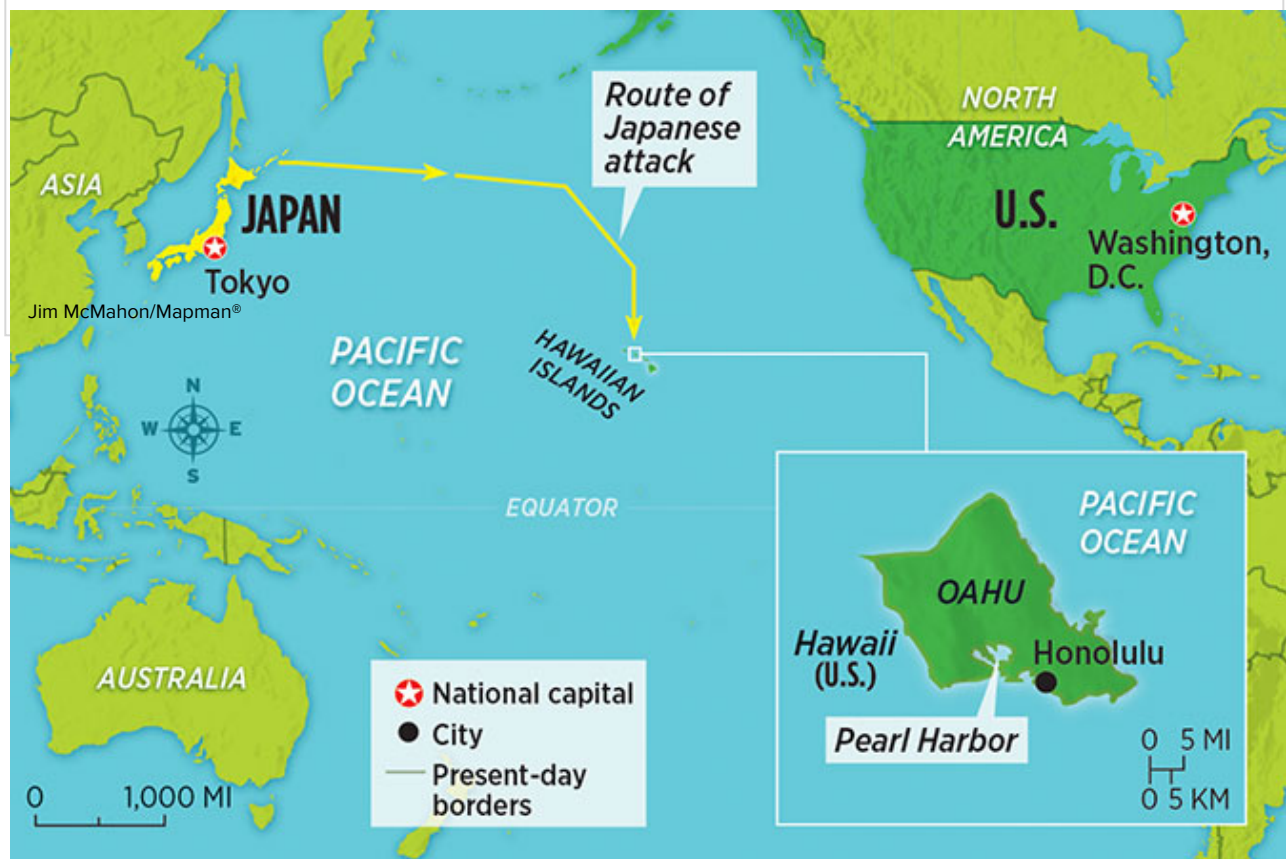 Route of
Japanese
attack
NORTH
AMERICA
ASIA
JAPAN
U.S.
Tokyo
Washington,
D.C.
Jim McMahon/Mapman®
PACIFIC
OCEAN
HAWAIIAN
ISLANDS
N
W E
S
EQUATOR
PACIFIC
OCEAN
OAHU
Hawaii
(U.S.)
Honolulu
Pearl Harbor
0 5 MI
0 5 KM
AUSTRALIA
National capital
City
Present-day
borders
0 1,000 MI